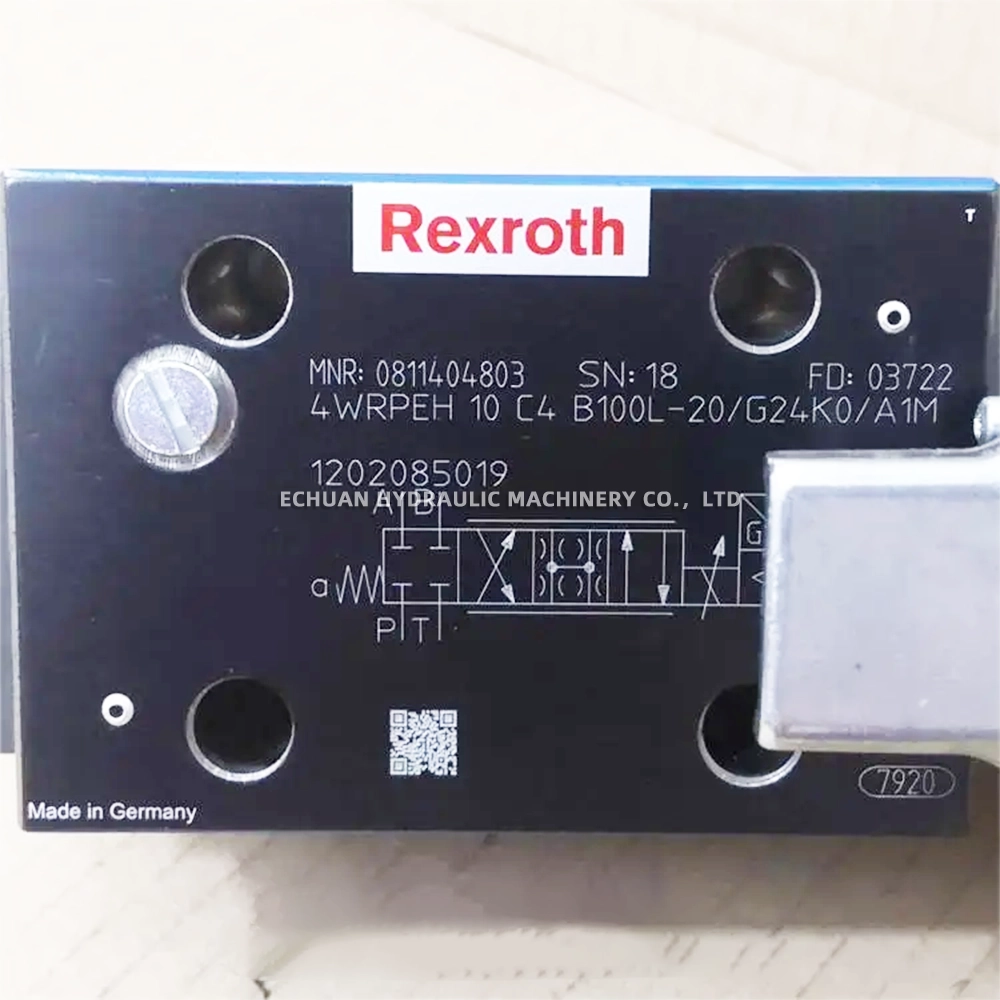 Rexroth
T
MNR: 0811404803 SN: 18 FD: 03722
4WRPEH 10 C4 B100L-20/G24K0/A1M
1202085019
ECHUAN HYDRAULIC MACHINERY CO., LTD
A B
G
a
P T
7920
Made in Germany